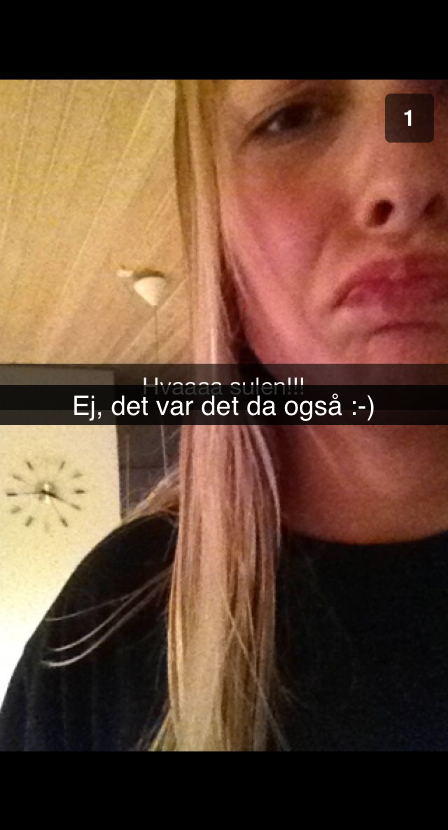 1
Hvaaaa sulen!!!
Ej, det var det da også :-)